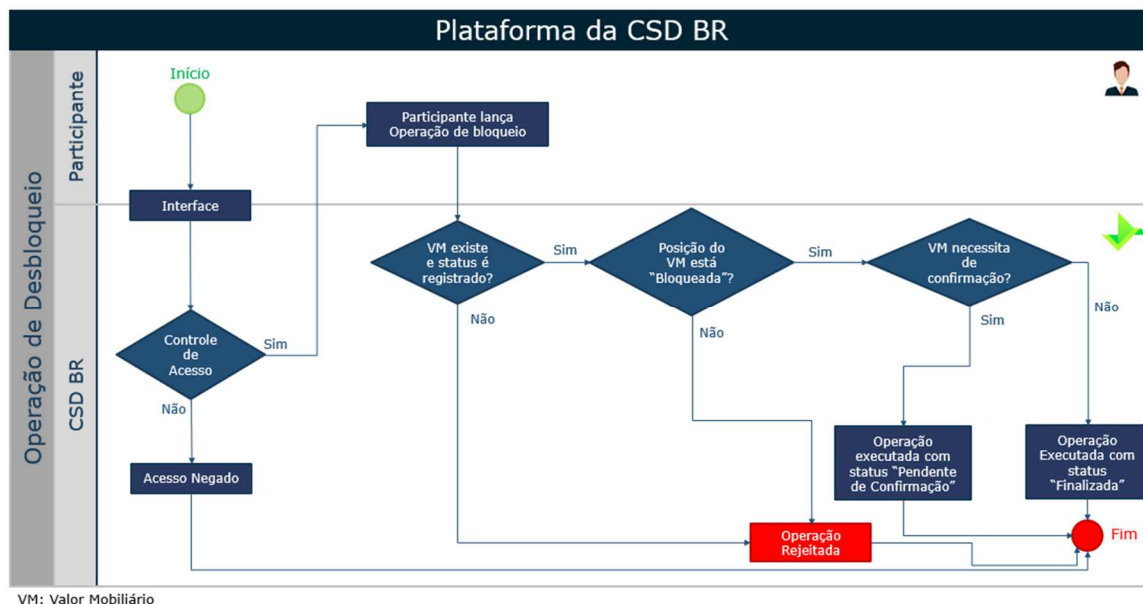 Plataforma da CSD BR
Operação de Desbloqueio
Participante
CSD BR
Início
Interface
Controle
de
Acesso
Sim
Não
Acesso Negado
Participante lança
Operação de bloqueio
VM existe
e status é
registrado?
Sim
Não
Posição do
VM está
“Bloqueada”?
Sim
Não
VM necessita
de
confirmação?
Sim
Não
Operação
executada com
status “Pendente
de Confirmação”
Operação
Executada com
status
“Finalizada”
Operação
Rejeitada
Fim
VM: Valor Mobiliário